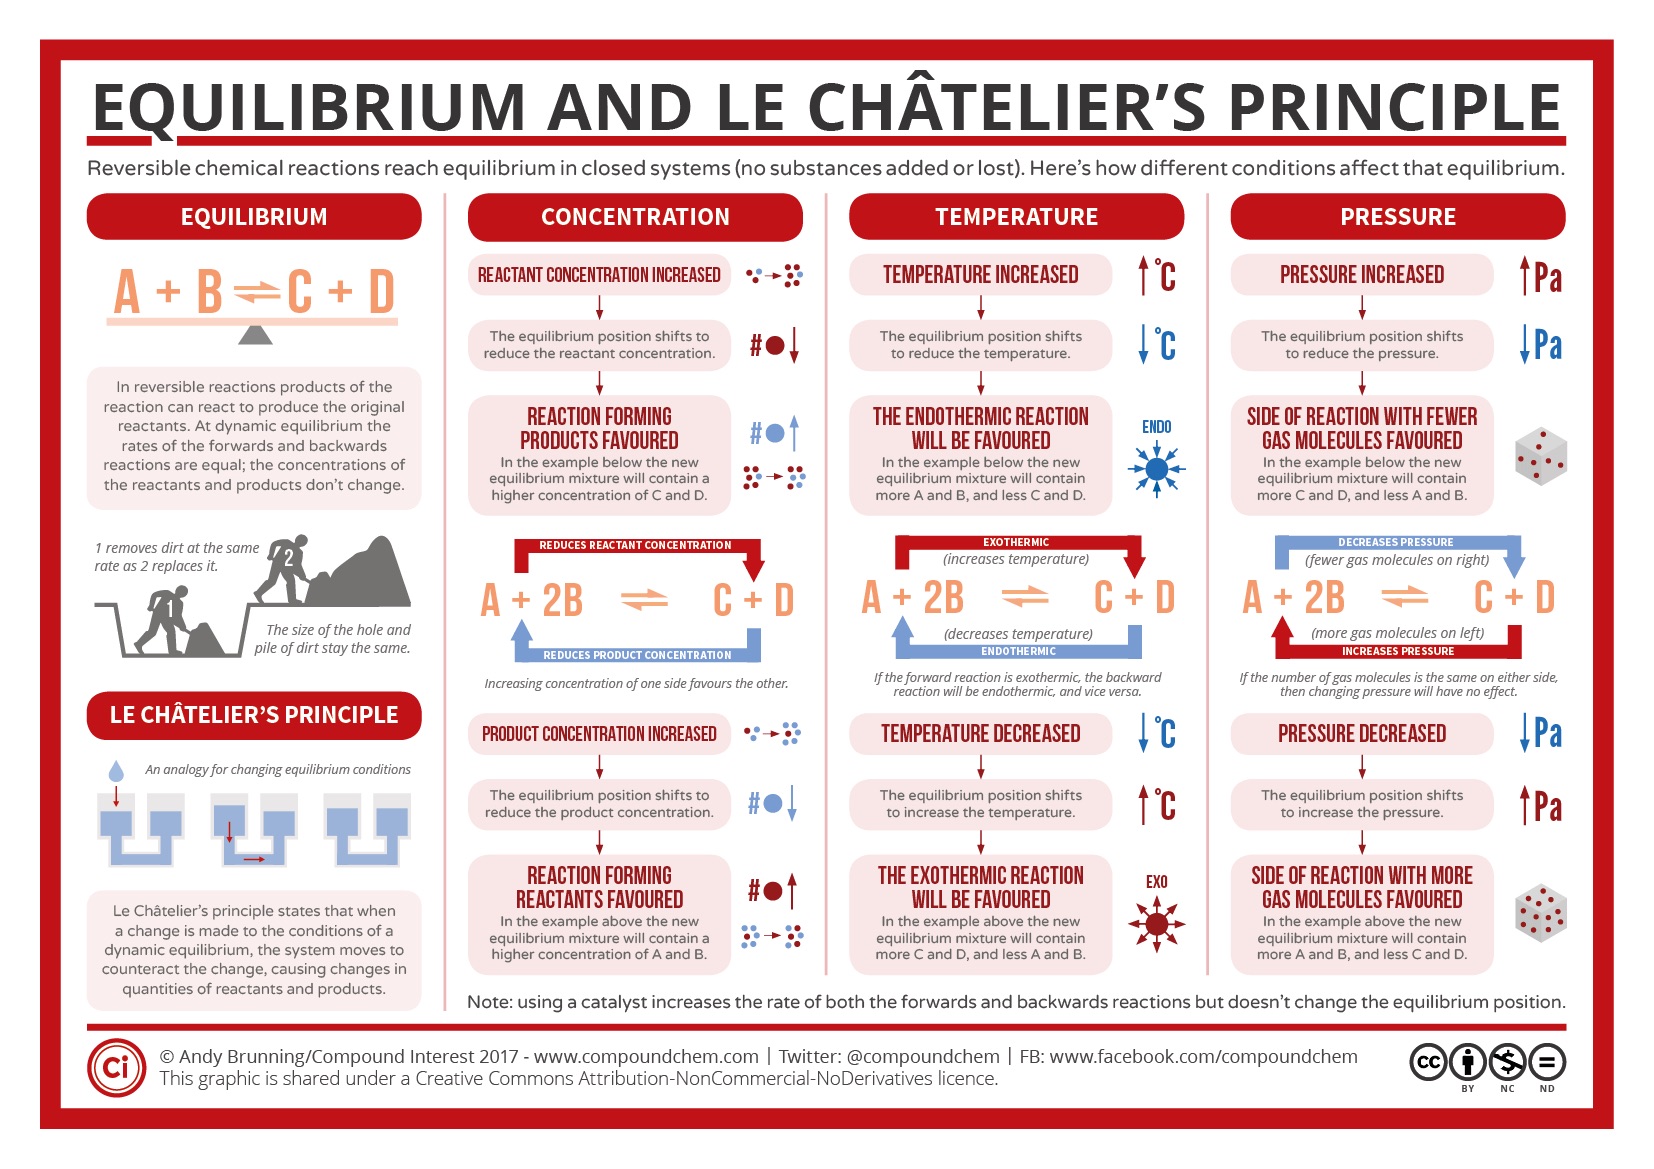 EQUILIBRIUM AND LE CHÂTELIER’S PRINCIPLE
Reversible chemical reactions reach equilibrium in closed systems (no substances added or lost). Here’s how different conditions affect that equilibrium.
EQUILIBRIUM
A + B ⇌ C + D
In reversible reactions products of the
reaction can react to produce the original
reactants. At dynamic equilibrium the
rates of the forwards and backwards
reactions are equal; the concentrations of
the reactants and products don’t change.
1 removes dirt at the same
rate as 2 replaces it.
2
1
The size of the hole and
pile of dirt stay the same.
LE CHÂTELIER’S PRINCIPLE
An analogy for changing equilibrium conditions
Le Châtelier’s principle states that when
a change is made to the conditions of a
dynamic equilibrium, the system moves to
counteract the change, causing changes in
quantities of reactants and products.
CONCENTRATION
REACTANT CONCENTRATION INCREASED
The equilibrium position shifts to
reduce the reactant concentration.
#
REACTION FORMING
PRODUCTS FAVOURED
In the example below the new
equilibrium mixture will contain a
higher concentration of C and D.
#
REDUCES REACTANT CONCENTRATION
A + 2B ⇌ C + D
REDUCES PRODUCT CONCENTRATION
Increasing concentration of one side favours the other.
PRODUCT CONCENTRATION INCREASED
The equilibrium position shifts to
reduce the product concentration.
#
REACTION FORMING
REACTANTS FAVOURED
In the example above the new
equilibrium mixture will contain a
higher concentration of A and B.
#
TEMPERATURE
TEMPERATURE INCREASED
°C
The equilibrium position shifts
to reduce the temperature.
°C
THE ENDOTHERMIC REACTION
WILL BE FAVOURED
In the example below the new
equilibrium mixture will contain
more A and B, and less C and D.
ENDO
EXOTHERMIC
(increases temperature)
A + 2B ⇌ C + D
(decreases temperature)
ENDOTHERMIC
If the forward reaction is exothermic, the backward
reaction will be endothermic, and vice versa.
TEMPERATURE DECREASED
°C
The equilibrium position shifts
to increase the temperature.
°C
THE EXOTHERMIC REACTION
WILL BE FAVOURED
In the example above the new
equilibrium mixture will contain
more C and D, and less A and B.
EXO
PRESSURE
PRESSURE INCREASED
Pa
The equilibrium position shifts
to reduce the pressure.
Pa
SIDE OF REACTION WITH FEWER
GAS MOLECULES FAVOURED
In the example below the new
equilibrium mixture will contain
more C and D, and less A and B.
DECREASES PRESSURE
(fewer gas molecules on right)
A + 2B ⇌ C + D
(more gas molecules on left)
INCREASES PRESSURE
If the number of gas molecules is the same on either side,
then changing pressure will have no effect.
PRESSURE DECREASED
Pa
The equilibrium position shifts
to increase the pressure.
Pa
SIDE OF REACTION WITH MORE
GAS MOLECULES FAVOURED
In the example above the new
equilibrium mixture will contain
more A and B, and less C and D.
Note: using a catalyst increases the rate of both the forwards and backwards reactions but doesn’t change the equilibrium position.
Ci
© Andy Brunning/Compound Interest 2017 - www.compoundchem.com | Twitter: @compoundchem | FB: www.facebook.com/compoundchem
This graphic is shared under a Creative Commons Attribution-NonCommercial-NoDerivatives licence.
cc $ =
BY NC ND